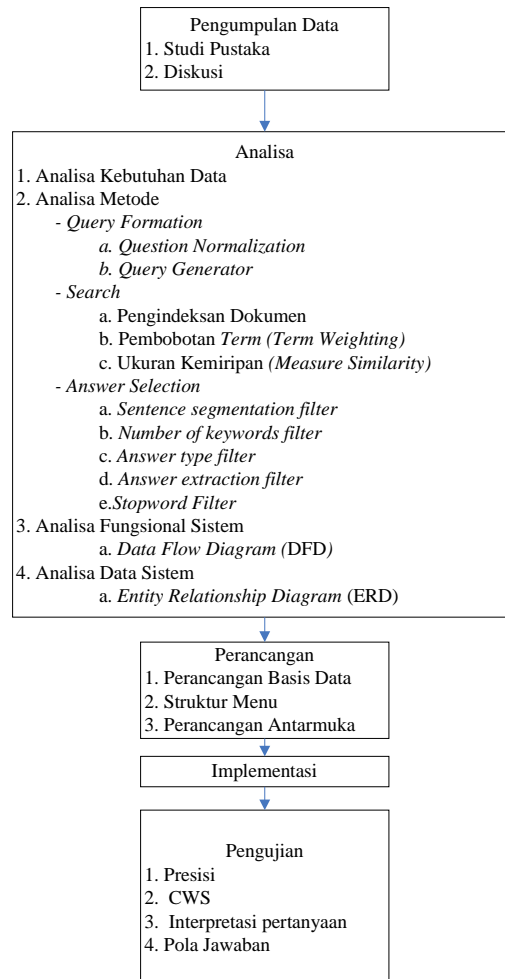 Pengumpulan Data
1. Studi Pustaka
2. Diskusi
Analisa
1. Analisa Kebutuhan Data
2. Analisa Metode
- Query Formation
a. Question Normalization
b. Query Generator
- Search
a. Pengindeksan Dokumen
b. Pembobotan Term (Term Weighting)
c. Ukuran Kemiripan (Measure Similarity)
- Answer Selection
a. Sentence segmentation filter
b. Number of keywords filter
c. Answer type filter
d. Answer extraction filter
e.Stopword Filter
3. Analisa Fungsional Sistem
a. Data Flow Diagram (DFD)
4. Analisa Data Sistem
a. Entity Relationship Diagram (ERD)
Perancangan
1. Perancangan Basis Data
2. Struktur Menu
3. Perancangan Antarmuka
Implementasi
Pengujian
1. Presisi
2. CWS
3. Interpretasi pertanyaan
4. Pola Jawaban